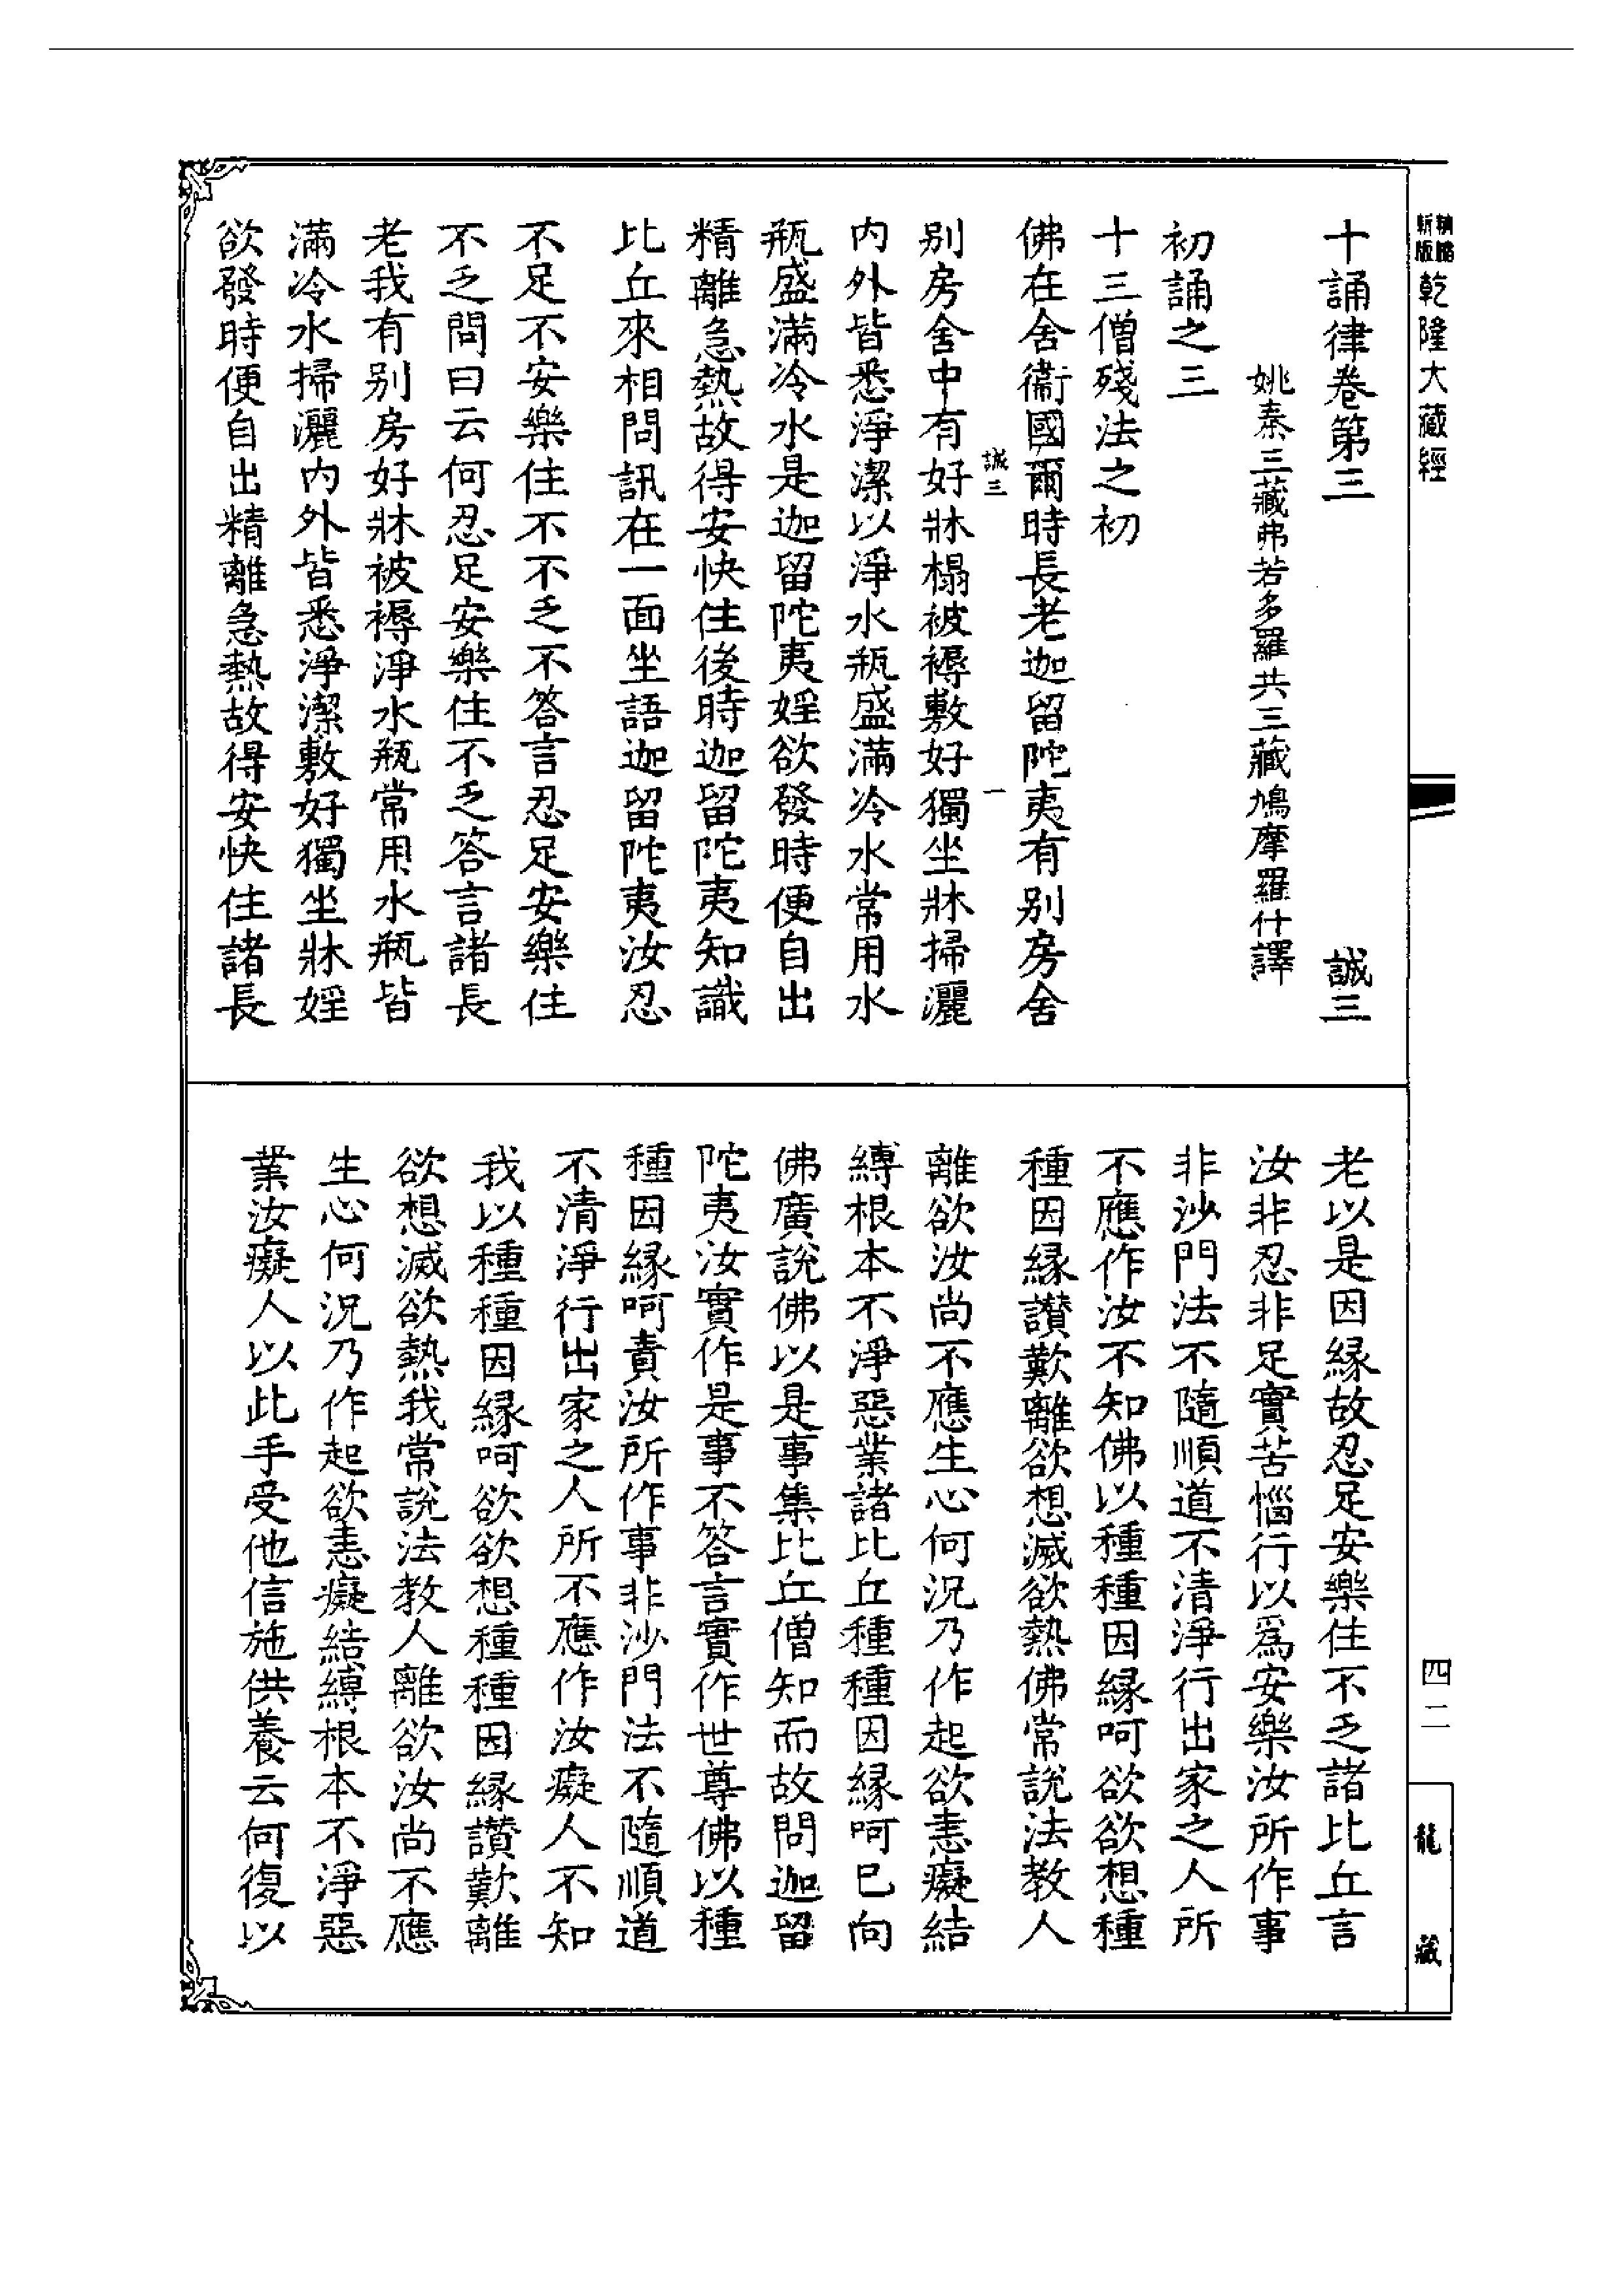 十誦律卷第三　誠三
姚秦三藏弗若多羅共三藏鳩摩羅什譯
初誦之三
十三僧殘法之初
佛在舍衞國爾時長老迦留陀夷有别房舍
誠三　一
别房舍中有好牀榻被褥敷好獨坐牀掃灑
内外皆悉淨潔以淨水瓶盛滿冷水常用水
瓶盛滿冷水是迦留陀夷婬欲發時便自出
精離急熱故得安快住後時迦留陀夷知識
比丘來相問訊在一面坐語迦留陀夷汝忍
不足不安樂住不不乏不答言忍足安樂住
不乏問曰云何忍足安樂住不乏答言諸長
老我有别房好牀被褥淨水瓶常用水瓶皆
滿冷水掃灑内外皆悉淨潔敷好獨坐牀婬
欲發時便自出精離急熱故得安快住諸長
老以是因緣故忍足安樂住不乏諸比丘言
汝非忍非足實苦惱行以爲安樂汝所作事
非沙門法不隨順道不清淨行出家之人所
不應作汝不知佛以種種因緣呵欲欲想種
種因緣讃歎離欲想滅欲熱佛常說法教人
離欲汝尚不應生心何況乃作起欲恚癡結
縛根本不淨惡業諸比丘種種因緣呵已向
佛廣說佛以是事集比丘僧知而故問迦留
陀夷汝實作是事不答言實作世尊佛以種
種因緣呵責汝所作事非沙門法不隨順道
不清淨行出家之人所不應作汝癡人不知
我以種種因緣呵欲欲想種種因緣讃歎離
欲想滅欲熱我常說法教人離欲汝尚不應
生心何況乃作起欲恚癡結縛根本不淨惡
業汝癡人以此手受他信施供養云何復以
新版
乾隆大藏經
四二
龍藏